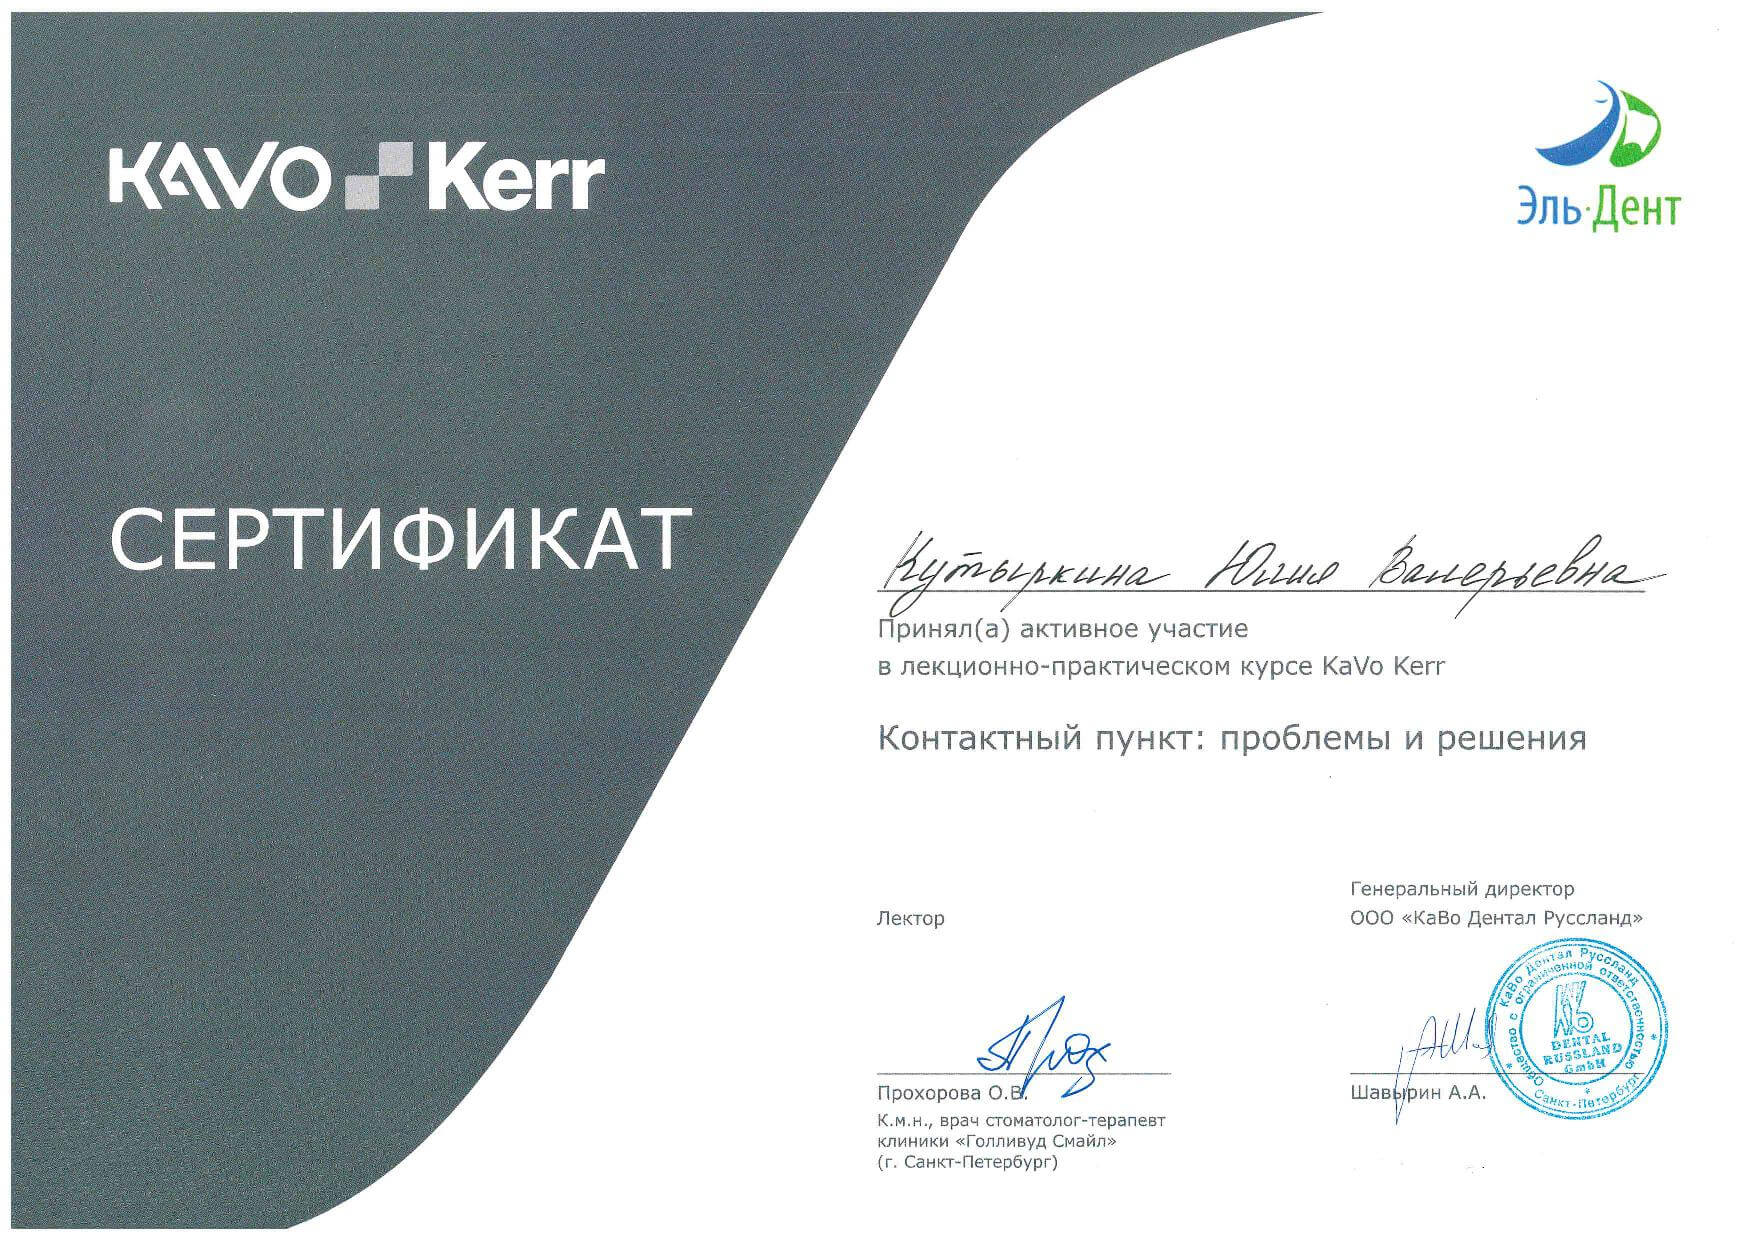 KAVO Kerr
Эль·Дент
СЕРТИФИКАТ
Кутыркина Юлия Валерьевна
Принял(а) активное участие
в лекционно-практическом курсе KaVo Kerr
Контактный пункт: проблемы и решения
Лектор
Прохорова О.В.
К.м.н., врач стоматолог-терапевт
клиники «Голливуд Смайл»
(г. Санкт-Петербург)
Генеральный директор
ООО «КаВо Дентал Руссланд»
Шавырин А.А.
Общество с ограниченной ответственностью
КаВо Дентал Руссланд
DENTAL
RUSSLAND
GmbH
Санкт-Петербург